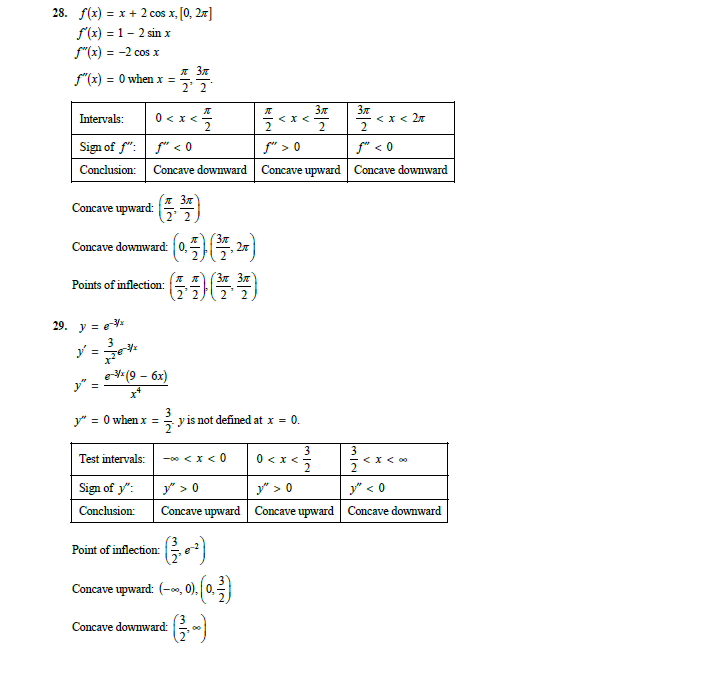 28. f(x) = x + 2 cos x, [0, 2π]
f′(x) = 1 − 2 sin x
f″(x) = −2 cos x
f″(x) = 0 when x = π/2, 3π/2.
Intervals: 0 < x < π/2 π/2 < x < 3π/2 3π/2 < x < 2π
Sign of f″: f″ < 0 f″ > 0 f″ < 0
Conclusion: Concave downward Concave upward Concave downward
Concave upward: (π/2, 3π/2)
Concave downward: (0, π/2), (3π/2, 2π)
Points of inflection: (π/2, π/2), (3π/2, 3π/2)
29. y = e^(−3/x)
y′ = 3/x² e^(−3/x)
y″ = e^(−3/x)(9 − 6x)/x⁴
y″ = 0 when x = 3/2. y is not defined at x = 0.
Test intervals: −∞ < x < 0 0 < x < 3/2 3/2 < x < ∞
Sign of y″: y″ > 0 y″ > 0 y″ < 0
Conclusion: Concave upward Concave upward Concave downward
Point of inflection: (3/2, e⁻²)
Concave upward: (−∞, 0), (0, 3/2)
Concave downward: (3/2, ∞)